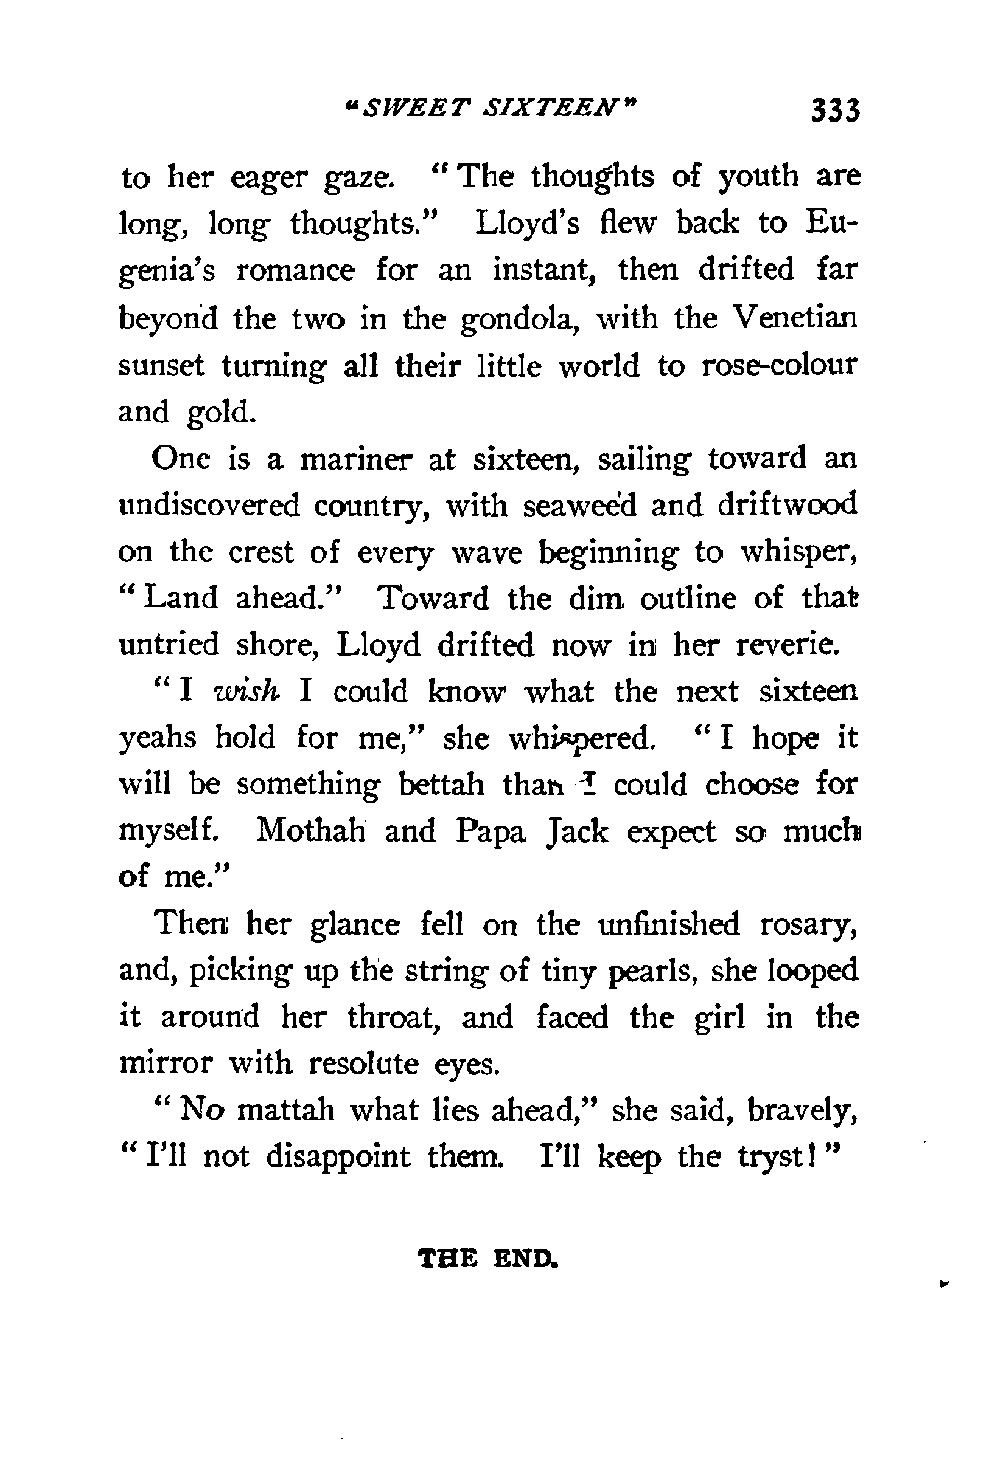 "SWEET SIXTEEN" 333
to her eager gaze. "The thoughts of youth are
long, long thoughts." Lloyd's flew back to Eu-
genia's romance for an instant, then drifted far
beyond the two in the gondola, with the Venetian
sunset turning all their little world to rose-colour
and gold.
One is a mariner at sixteen, sailing toward an
undiscovered country, with seaweed and driftwood
on the crest of every wave beginning to whisper,
"Land ahead." Toward the dim outline of that
untried shore, Lloyd drifted now in her reverie.
"I wish I could know what the next sixteen
yeahs hold for me," she whispered. "I hope it
will be something bettah than I could choose for
myself. Mothah and Papa Jack expect so much
of me."
Then her glance fell on the unfinished rosary,
and, picking up the string of tiny pearls, she looped
it around her throat, and faced the girl in the
mirror with resolute eyes.
"No mattah what lies ahead," she said, bravely,
"I'll not disappoint them. I'll keep the tryst!"
THE END.